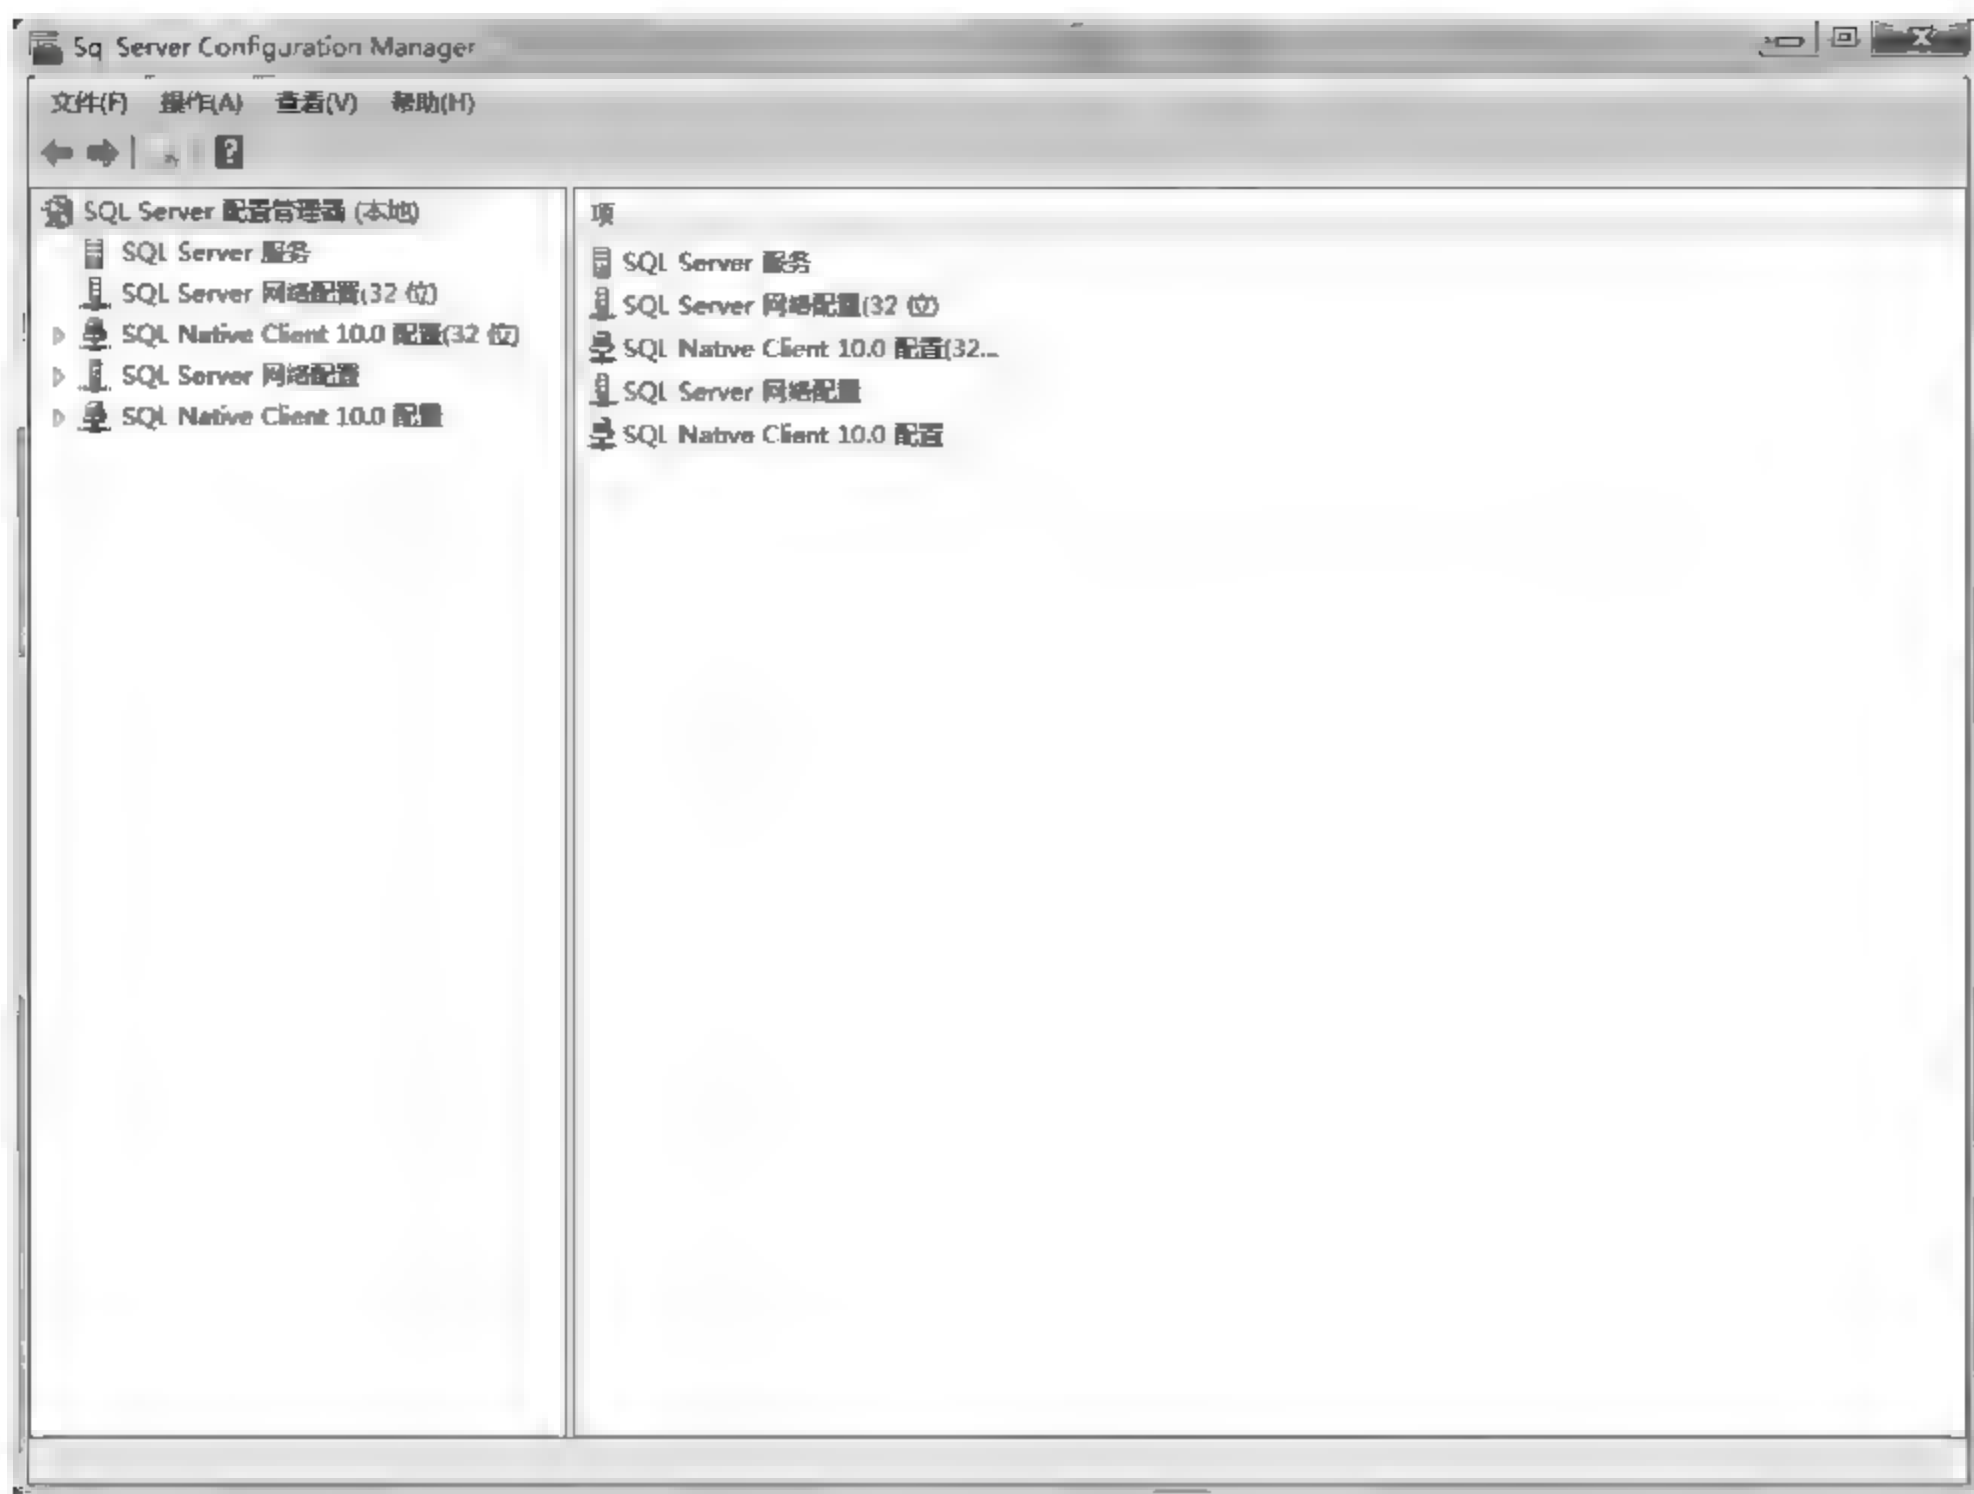 Sql Server Configuration Manager
文件(F) 操作(A) 查看(V) 帮助(H)
SQL Server 配置管理器 (本地)
SQL Server 服务
SQL Server 网络配置(32 位)
SQL Native Client 10.0 配置(32 位)
SQL Server 网络配置
SQL Native Client 10.0 配置
项
SQL Server 服务
SQL Server 网络配置(32 位)
SQL Native Client 10.0 配置(32...
SQL Server 网络配置
SQL Native Client 10.0 配置